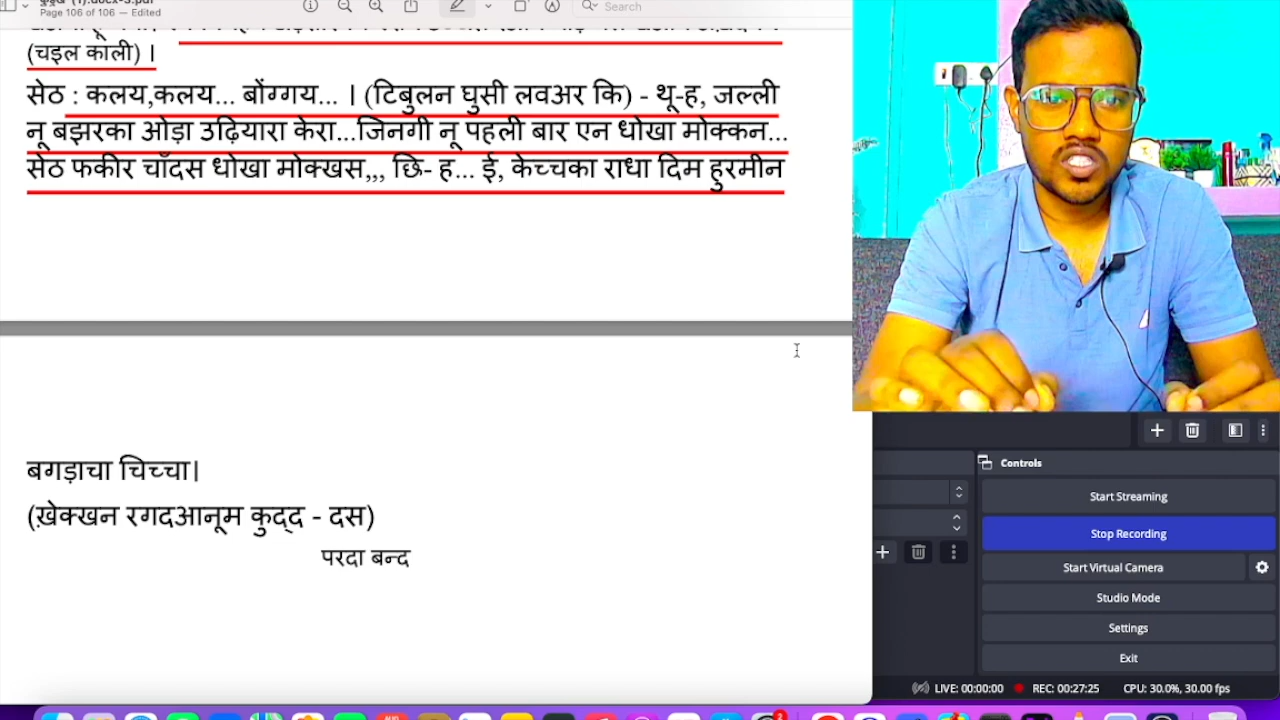 Page 106 of 106 — Edited
Search
(चइल काली) ।
सेठ : कलय,कलय... बोंग्गय... । (टिबुलन घुसी लवअर कि) - थू-ह, जल्ली
नू बझरका ओड़ा उढ़ियारा केरा...जिनगी नू पहली बार एन धोखा मोक्कन...
सेठ फकीर चाँदस धोखा मोक्खस,,, छि- ह... ई, केच्चका राधा दिम हुरमीन
बगड़ाचा चिच्चा।
(ख़ेक्खन रगदआनूम कुद्द - दस)
परदा बन्द
Controls
Start Streaming
Stop Recording
Start Virtual Camera
Studio Mode
Settings
Exit
LIVE: 00:00:00 REC: 00:27:25 CPU: 30.0%, 30.00 fps